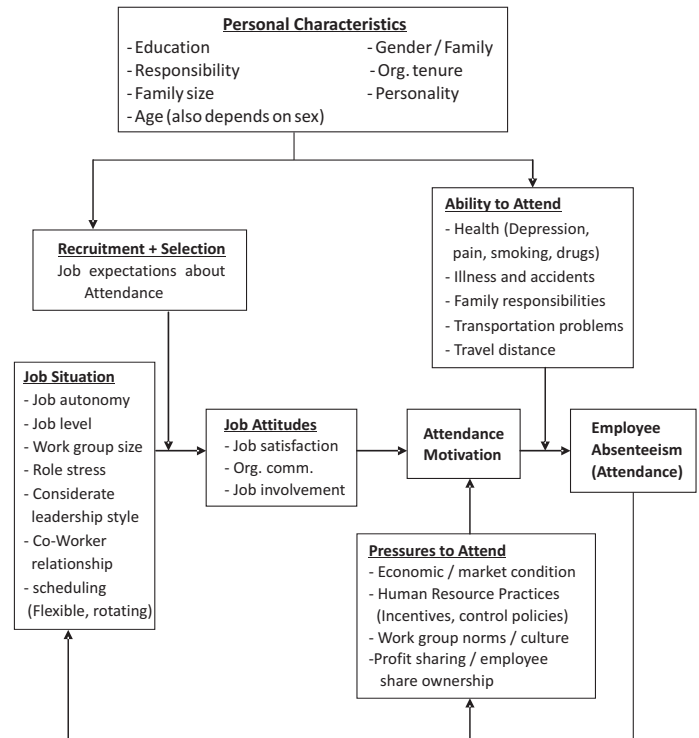 Personal Characteristics
- Education
- Responsibility
- Family size
- Age (also depends on sex)
- Gender / Family
- Org. tenure
- Personality
Recruitment + Selection
Job expectations about
Attendance
Ability to Attend
- Health (Depression,
pain, smoking, drugs)
- Illness and accidents
- Family responsibilities
- Transportation problems
- Travel distance
Job Situation
- Job autonomy
- Job level
- Work group size
- Role stress
- Considerate
leadership style
- Co-Worker
relationship
- scheduling
(Flexible, rotating)
Job Attitudes
- Job satisfaction
- Org. comm.
- Job involvement
Attendance
Motivation
Employee
Absenteeism
(Attendance)
Pressures to Attend
- Economic / market condition
- Human Resource Practices
(Incentives, control policies)
- Work group norms / culture
-Profit sharing / employee
share ownership